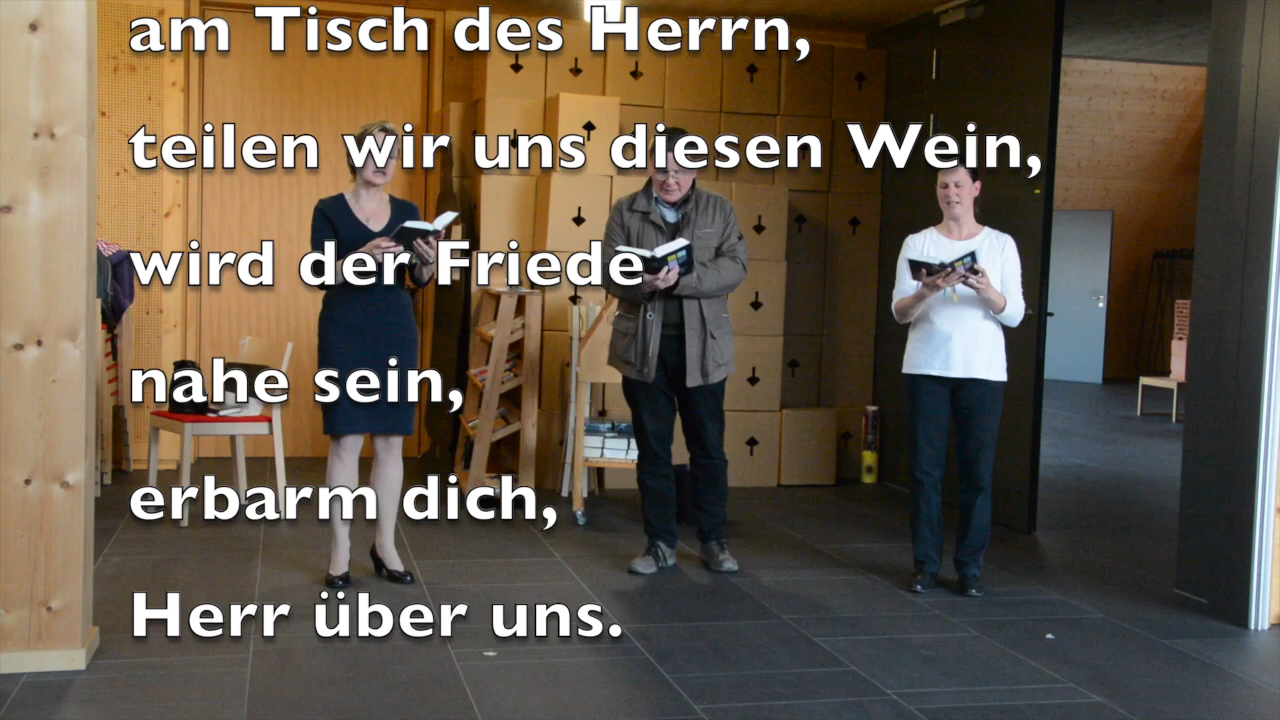 am Tisch des Herrn,
teilen wir uns diesen Wein,
wird der Friede
nahe sein,
erbarm dich,
Herr über uns.